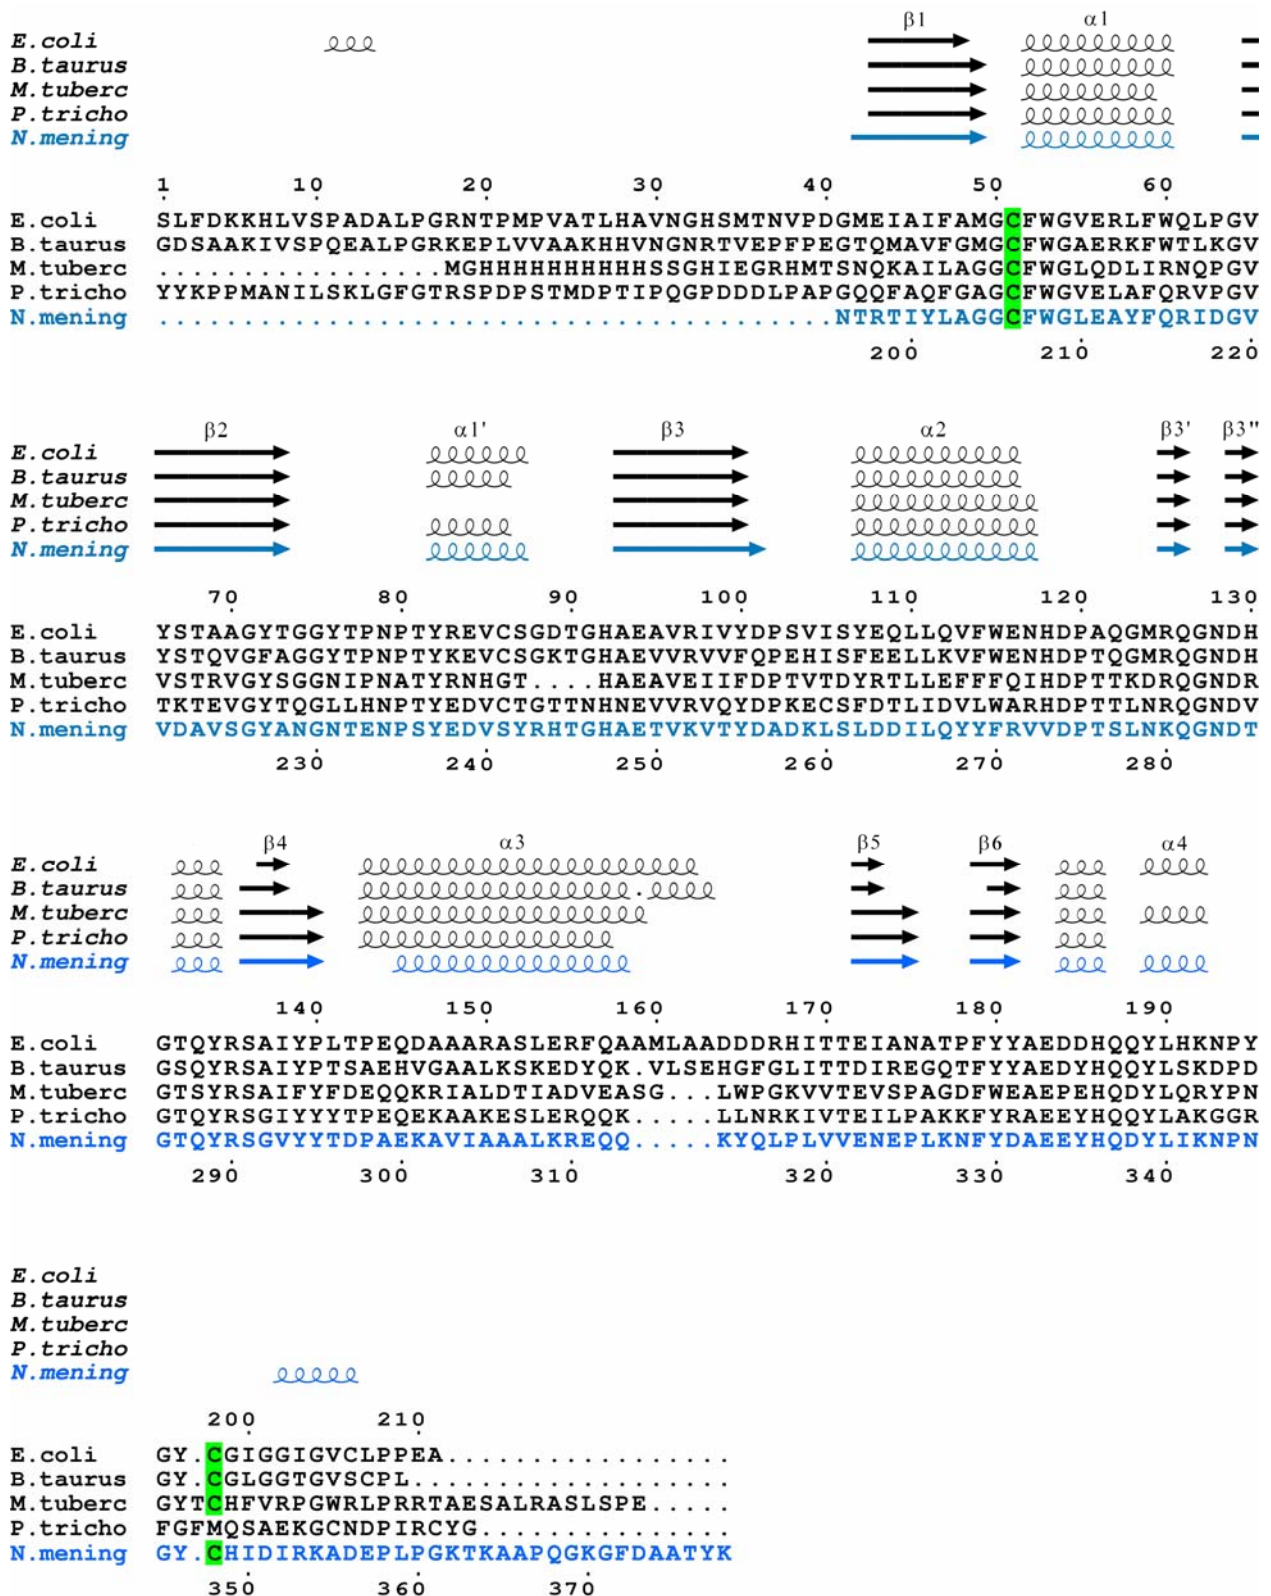 β1 α1
E.coli
B.taurus
M.tuberc
P.tricho
N.mening
1 10 20 30 40 50 60
E.coli SLFDKKHLVSPADALPGRNTPMPVATLHAVNGHSMTNVPDGMEIAIFAMGCFWGVERLFWQLPGV
B.taurus GDSAAKIVSPQEALPGRKEPLVVAAKHHVNGNRTVEPFPEGTQMAVFGMGCFWGAERKFWTLKGV
M.tuberc .................MGHHHHHHHHHHSSGHIEGRHMTSNQKAILAGGCFWGLQDLIRNQPGV
P.tricho YYKPPMANILSKLGFGTRSPDPSTMDPTIPQGPDDDLPAPGQQFAQFGAGCFWGVELAFQRVPGV
N.mening ........................................NTRTIYLAGGCFWGLEAYFQRIDGV
200 210 220
β2 α1' β3 α2 β3' β3''
E.coli
B.taurus
M.tuberc
P.tricho
N.mening
70 80 90 100 110 120 130
E.coli YSTAAGYTGGYTPNPTYREVCSGDTGHAEAVRIVYDPSVISYEQLLQVFWENHDPAQGMRQGNDH
B.taurus YSTQVGFAGGYTPNPTYKEVCSGKTGHAEVVRVVFQPEHISFEELLKVFWENHDPTQGMRQGNDH
M.tuberc VSTRVGYSGGNIPNATYRNHGT....HAEAVEIIFDPTVTDYRTLLEFFFQIHDPTTKDRQGNDR
P.tricho TKTEVGYTQGLLHNPTYEDVCTGTTNHNEVVRVQYDPKECSFDTLIDVLWARHDPTTLNRQGNDV
N.mening VDAVSGYANGNTENPSYEDVSYRHTGHAETVKVTYDADKLSLDDILQYYFRVVDPTSLNKQGNDT
230 240 250 260 270 280
β4 α3 β5 β6 α4
E.coli
B.taurus
M.tuberc
P.tricho
N.mening
140 150 160 170 180 190
E.coli GTQYRSAIYPLTPEQDAAARASLERFQAAMLAADDDRHITTEIANATPFYYAEDDHQQYLHKNPY
B.taurus GSQYRSAIYPTSAEHVGAALKSKEDYQK.VLSEHGFGLITTDIREGQTFYYAEDYHQQYLSKDPD
M.tuberc GTSYRSAIFYFDEQQKRIALDTIADVEASG...LWPGKVVTEVSPAGDFWEAEPEHQDYLQRYPN
P.tricho GTQYRSGIYYYTPEQEKAAKESLERQQK.....LLNRKIVTEILPAKKFYRAEEYHQQYLAKGGR
N.mening GTQYRSGVYYTDPAEKAVIAAALKREQQ.....KYQLPLVVENEPLKNFYDAEEYHQDYLIKNPN
290 300 310 320 330 340
E.coli
B.taurus
M.tuberc
P.tricho
N.mening
200 210
E.coli GY.CGIGGIGVCLPPEA.................
B.taurus GY.CGLGGTGVSCPL...................
M.tuberc GYTCHFVRPGWRLPRRTAESALRASLSPE.....
P.tricho FGFMQSAEKGCNDPIRCYG...............
N.mening GY.CHIDIRKADEPLPGKTKAAPQGKGFDAATYK
350 360 370